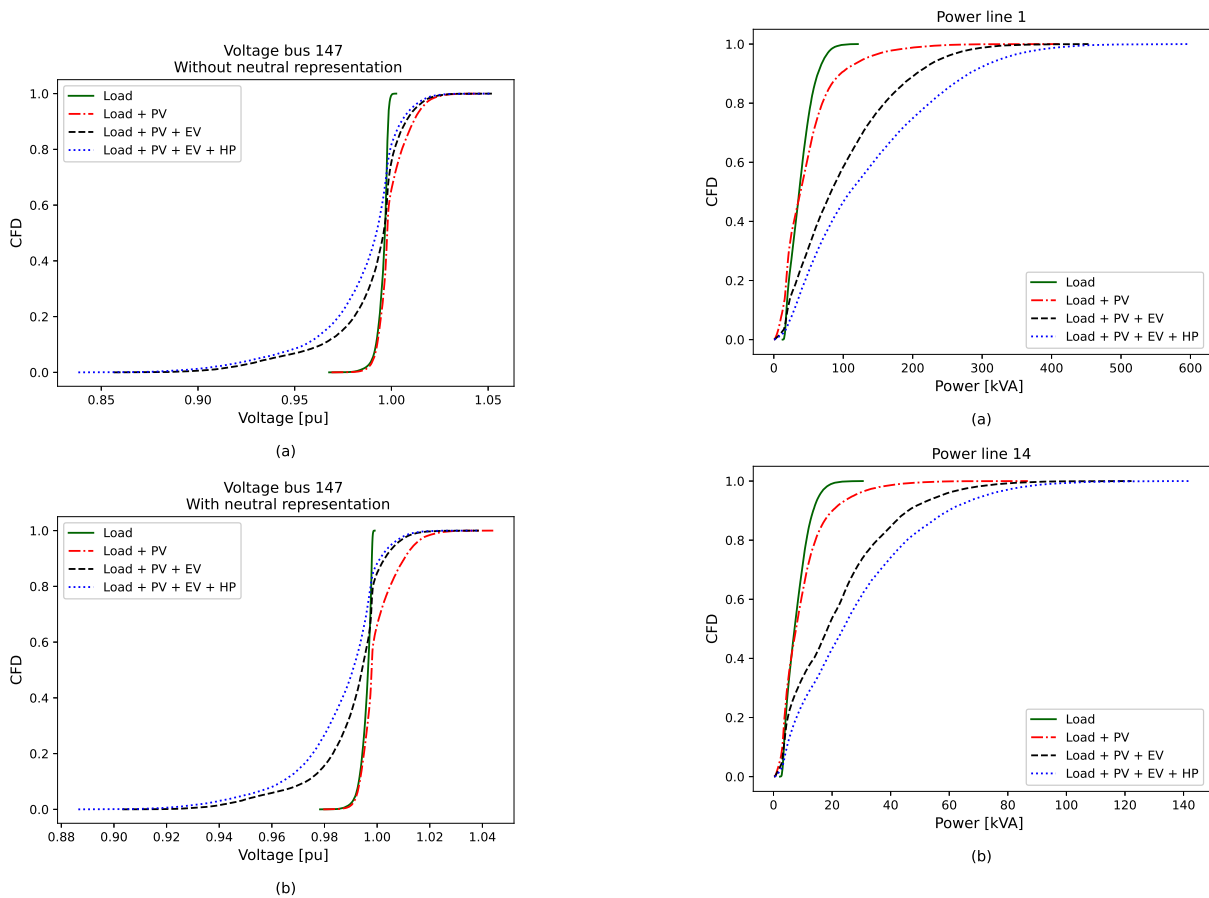 Voltage bus 147
Without neutral representation
1.0
0.8
0.6
0.4
0.2
0.0
CFD
Load
Load + PV
Load + PV + EV
Load + PV + EV + HP
0.85
0.90
0.95
1.00
1.05
Voltage [pu]
(a)
Voltage bus 147
With neutral representation
1.0
0.8
0.6
0.4
0.2
0.0
CFD
Load
Load + PV
Load + PV + EV
Load + PV + EV + HP
0.88
0.90
0.92
0.94
0.96
0.98
1.00
1.02
1.04
Voltage [pu]
(b)
Power line 1
1.0
0.8
0.6
0.4
0.2
0.0
CFD
Load
Load + PV
Load + PV + EV
Load + PV + EV + HP
0
100
200
300
400
500
600
Power [kVA]
(a)
Power line 14
1.0
0.8
0.6
0.4
0.2
0.0
CFD
Load
Load + PV
Load + PV + EV
Load + PV + EV + HP
0
20
40
60
80
100
120
140
Power [kVA]
(b)